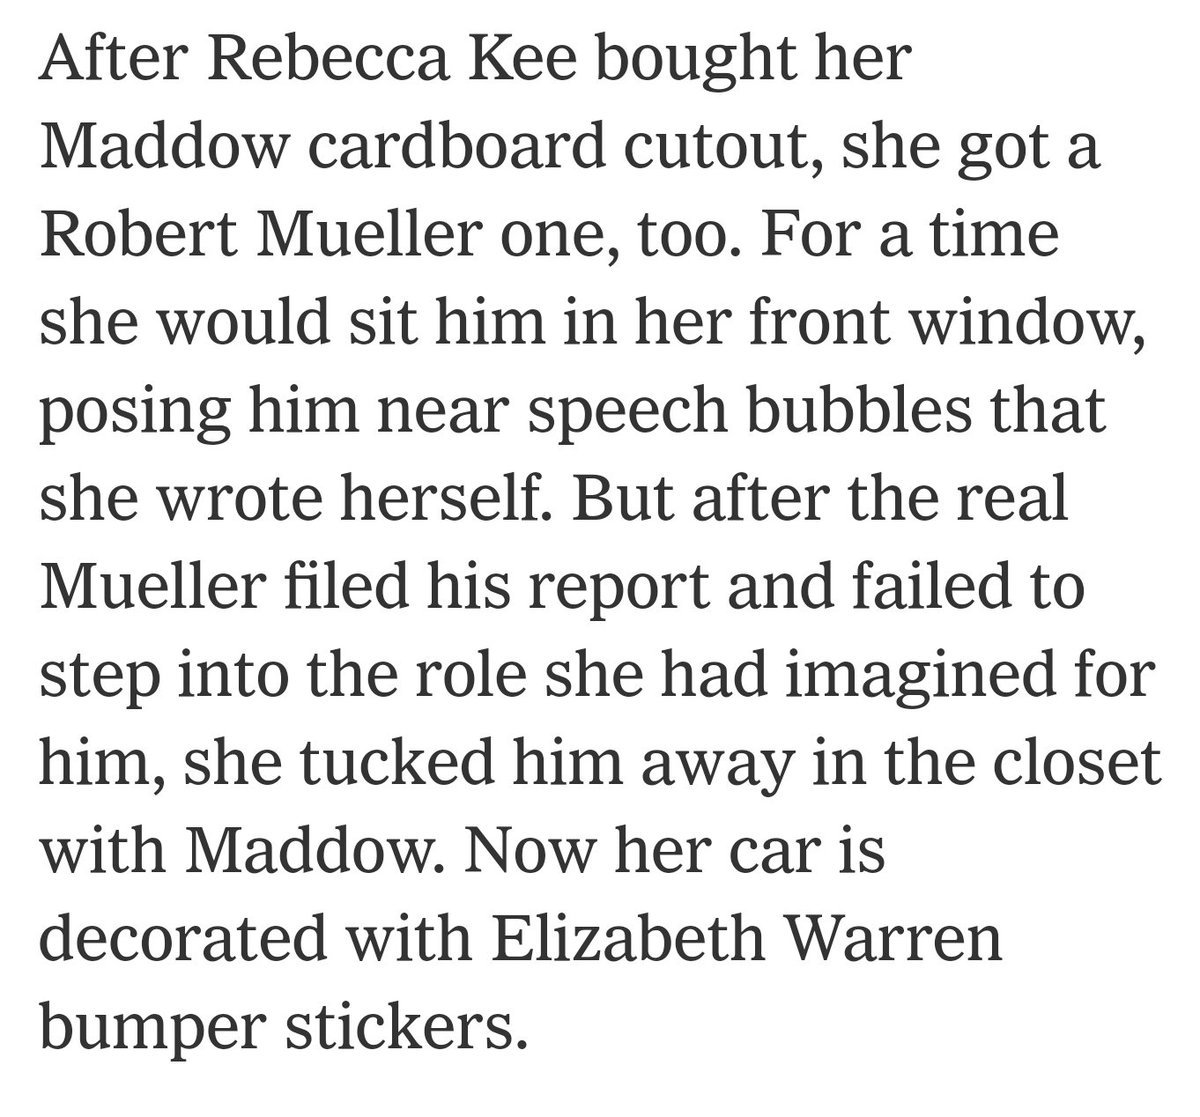 After Rebecca Kee bought her
Maddow cardboard cutout, she got a
Robert Mueller one, too. For a time
she would sit him in her front window,
posing him near speech bubbles that
she wrote herself. But after the real
Mueller filed his report and failed to
step into the role she had imagined for
him, she tucked him away in the closet
with Maddow. Now her car is
decorated with Elizabeth Warren
bumper stickers.